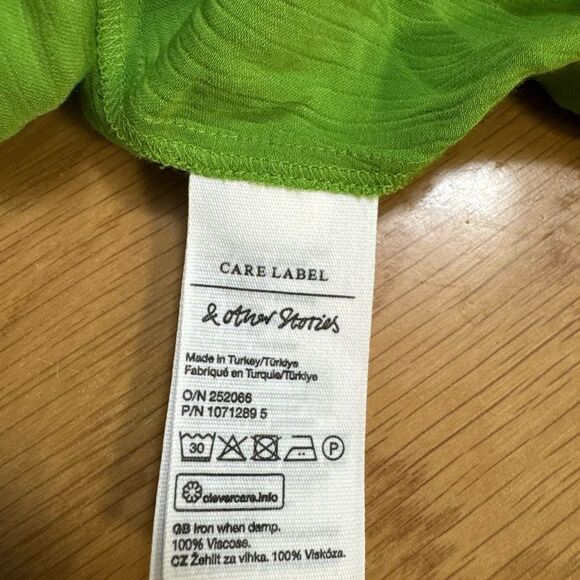 CARE LABEL
& other Stories
Made in Turkey/Türkiye
Fabriqué en Turquie/Türkiye
O/N 252066
P/N 1071289 5
30 P
clevercare.info
GB Iron when damp.
100% Viscose.
CZ Žehlit za vlhka. 100% Viskóza.